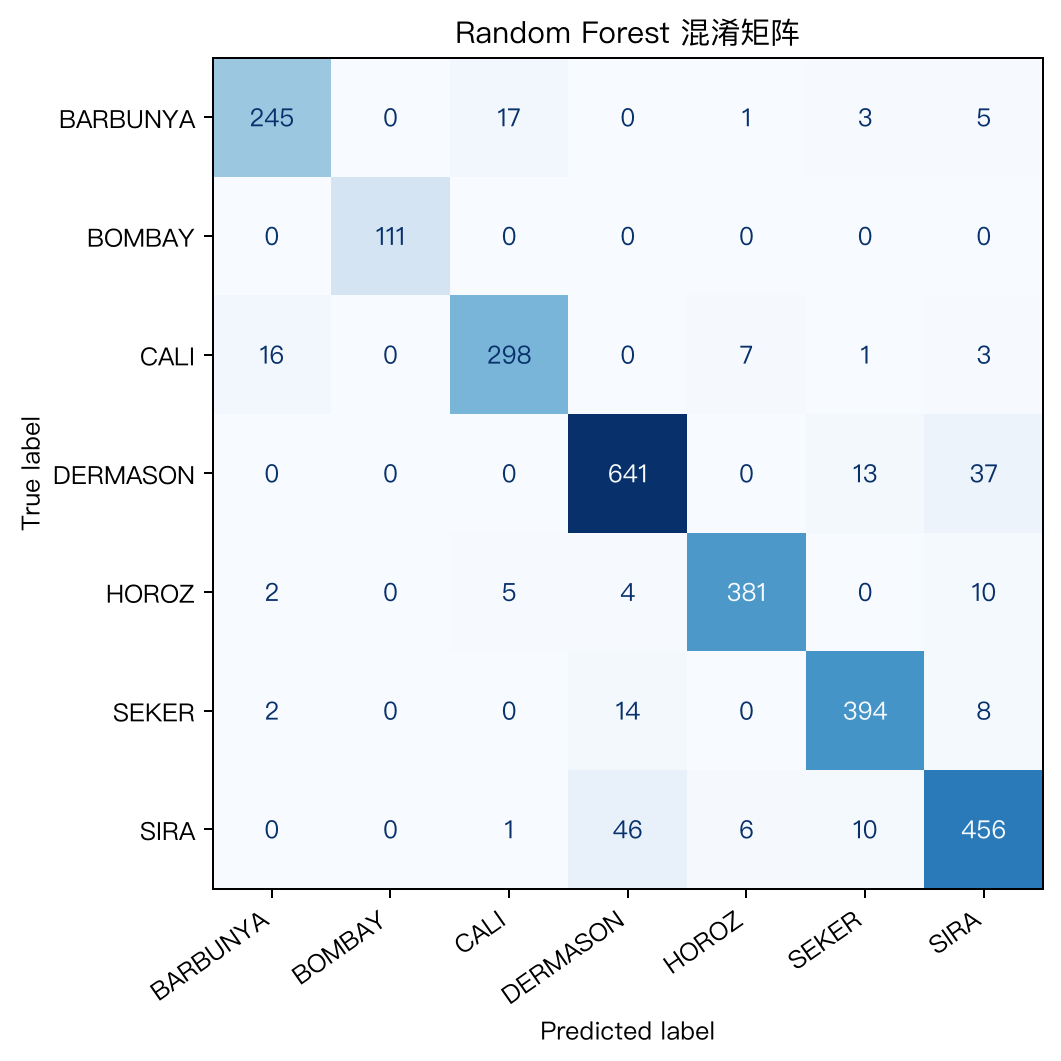 Random Forest 混淆矩阵
BARBUNYA 245 0 17 0 1 3 5
BOMBAY 0 111 0 0 0 0 0
CALI 16 0 298 0 7 1 3
DERMASON 0 0 0 641 0 13 37
HOROZ 2 0 5 4 381 0 10
SEKER 2 0 0 14 0 394 8
SIRA 0 0 1 46 6 10 456
True label
BARBUNYA BOMBAY CALI DERMASON HOROZ SEKER SIRA
Predicted label